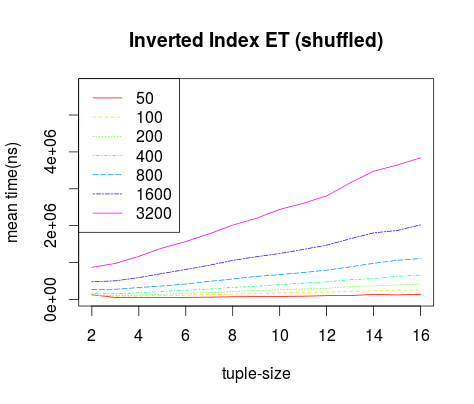 Inverted Index ET (shuffled)
mean time(ns)
0e+00
2e+06
4e+06
50
100
200
400
800
1600
3200
2 4 6 8 10 12 14 16
tuple-size